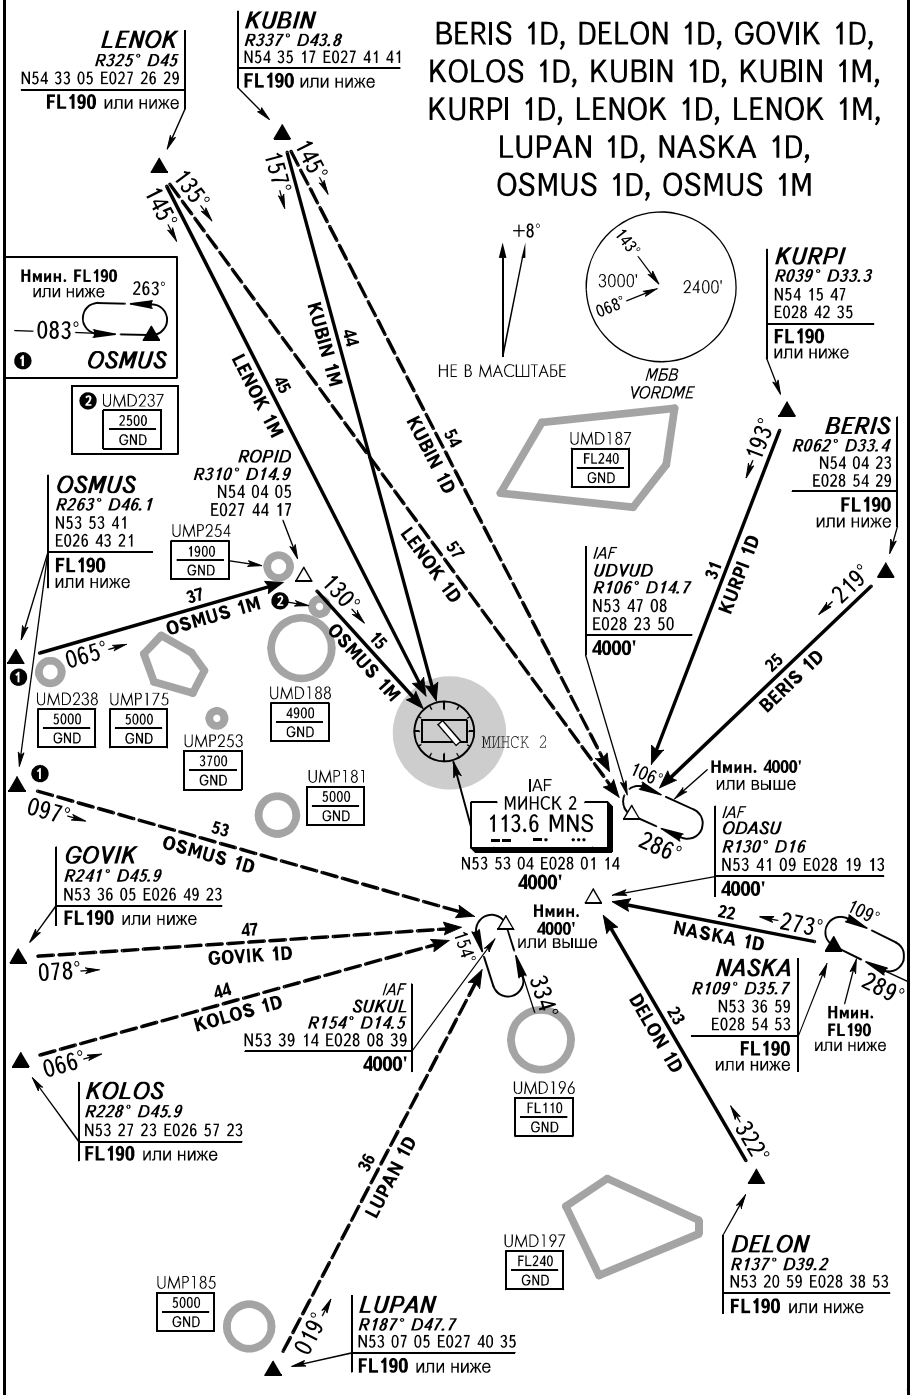 BERIS 1D, DELON 1D, GOVIK 1D,
KOLOS 1D, KUBIN 1D, KUBIN 1M,
KURPI 1D, LENOK 1D, LENOK 1M,
LUPAN 1D, NASKA 1D,
OSMUS 1D, OSMUS 1M
LENOK
R325° D45
N54 33 05 E027 26 29
FL190 или ниже
KUBIN
R337° D43.8
N54 35 17 E027 41 41
FL190 или ниже
135°
145°
145°
157°
+8°
НЕ В МАСШТАБЕ
143°
3000'
068°
2400'
МБВ
VORDME
KURPI
R039° D33.3
N54 15 47
E028 42 35
FL190
или ниже
Нмин. FL190
или ниже
263°
083°
1
OSMUS
2 UMD237
2500
GND
44
KUBIN 1M
45
LENOK 1M
54
KUBIN 1D
57
LENOK 1D
UMD187
FL240
GND
193°
BERIS
R062° D33.4
N54 04 23
E028 54 29
FL190
или ниже
ROPID
R310° D14.9
N54 04 05
E027 44 17
OSMUS
R263° D46.1
N53 53 41
E026 43 21
FL190
или ниже
UMP254
1900
GND
2
37
OSMUS 1M
065°
1
130°
15
OSMUS 1M
IAF
UDVUD
R106° D14.7
N53 47 08
E028 23 50
4000'
31
KURPI 1D
219°
25
BERIS 1D
UMD238
5000
GND
UMP175
5000
GND
UMD188
4900
GND
UMP253
3700
GND
МИНСК 2
UMP181
5000
GND
1
097°
53
OSMUS 1D
IAF
МИНСК 2
113.6 MNS
N53 53 04 E028 01 14
4000'
106°
Нмин. 4000'
или выше
286°
IAF
ODASU
R130° D16
N53 41 09 E028 19 13
4000'
GOVIK
R241° D45.9
N53 36 05 E026 49 23
FL190 или ниже
47
GOVIK 1D
078°
44
KOLOS 1D
066°
154°
Нмин.
4000'
или выше
334°
22
NASKA 1D
273°
109°
289°
NASKA
R109° D35.7
N53 36 59
E028 54 53
FL190
или ниже
Нмин.
FL190
или ниже
IAF
SUKUL
R154° D14.5
N53 39 14 E028 08 39
4000'
23
DELON 1D
KOLOS
R228° D45.9
N53 27 23 E026 57 23
FL190 или ниже
UMD196
FL110
GND
36
LUPAN 1D
322°
UMD197
FL240
GND
DELON
R137° D39.2
N53 20 59 E028 38 53
FL190 или ниже
UMP185
5000
GND
019°
LUPAN
R187° D47.7
N53 07 05 E027 40 35
FL190 или ниже